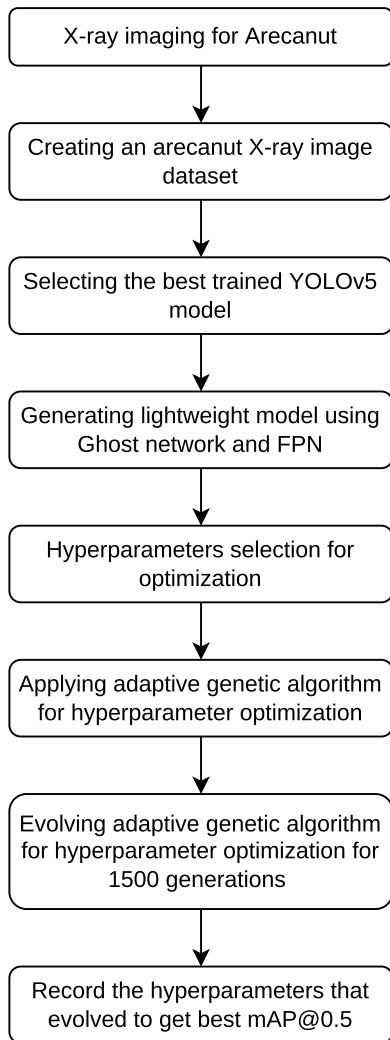 X-ray imaging for Arecanut
Creating an arecanut X-ray image
dataset
Selecting the best trained YOLOv5
model
Generating lightweight model using
Ghost network and FPN
Hyperparameters selection for
optimization
Applying adaptive genetic algorithm
for hyperparameter optimization
Evolving adaptive genetic algorithm
for hyperparameter optimization for
1500 generations
Record the hyperparameters that
evolved to get best mAP@0.5